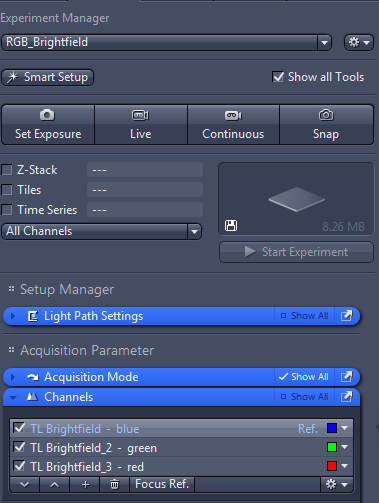 Experiment Manager
RGB_Brightfield
Smart Setup
Show all Tools
Set Exposure
Live
Continuous
Snap
Z-Stack
---
Tiles
---
Time Series
---
All Channels
8.26 MB
Start Experiment
Setup Manager
Light Path Settings
Show All
Acquisition Parameter
Acquisition Mode
Show All
Channels
Show All
TL Brightfield - blue
Ref.
TL Brightfield_2 - green
TL Brightfield_3 - red
Focus Ref.